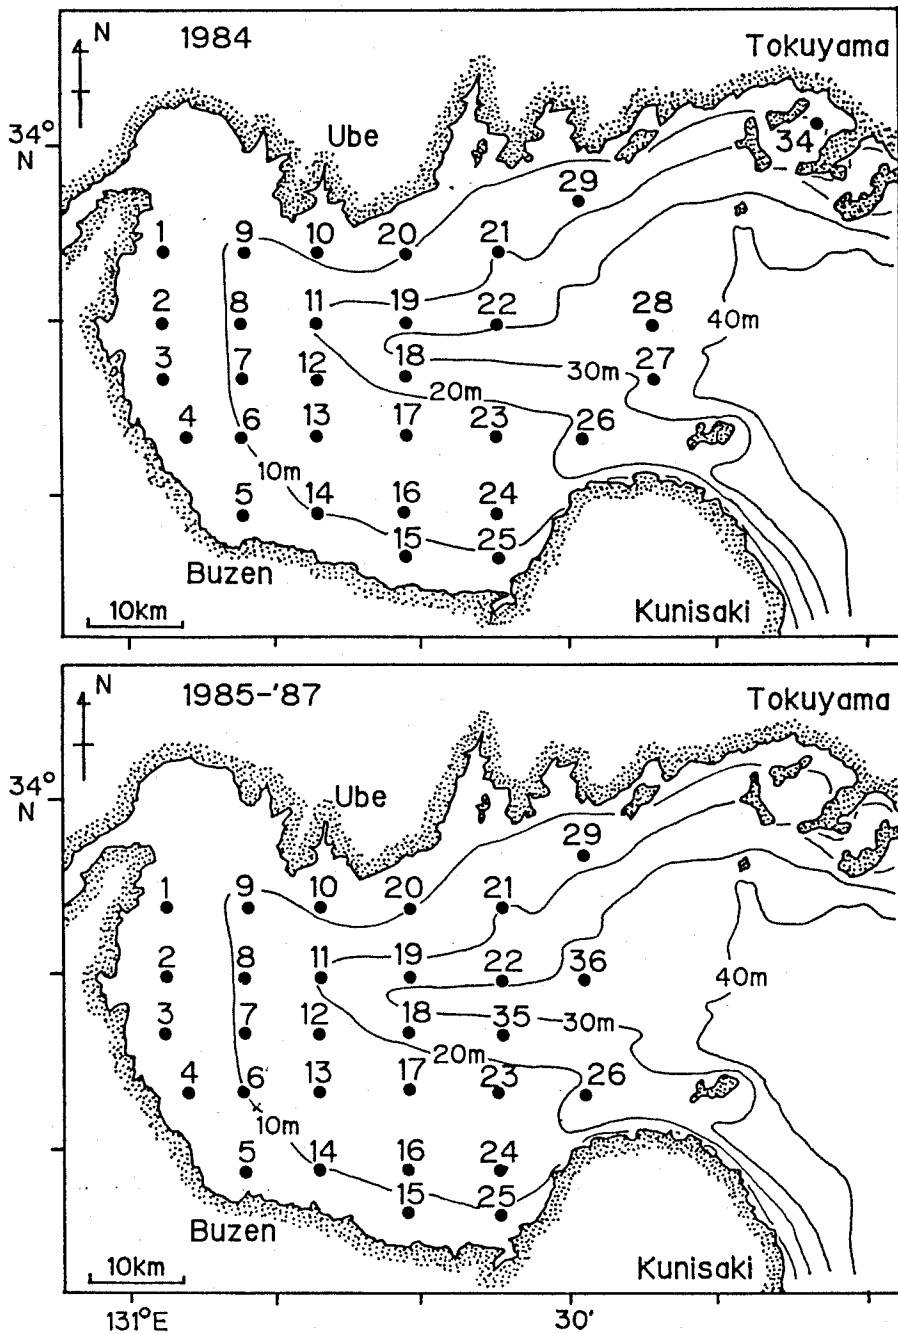 N
1984
Tokuyama
34°
N
Ube
34
29
1 9 10 20 21
2 8 11 19 22 28
40m
3 7 12 18 30m 27
20m
4 6 13 17 23 26
10m
5 14 16 24
15 25
Buzen
10km
Kunisaki
N
1985-'87
Tokuyama
34°
N
Ube
29
1 9 10 20 21
2 8 11 19 22 36
40m
3 7 12 18 35 30m
20m
4 6 13 17 23 26
10m
5 14 16 24
15 25
Buzen
10km
Kunisaki
131°E 30'